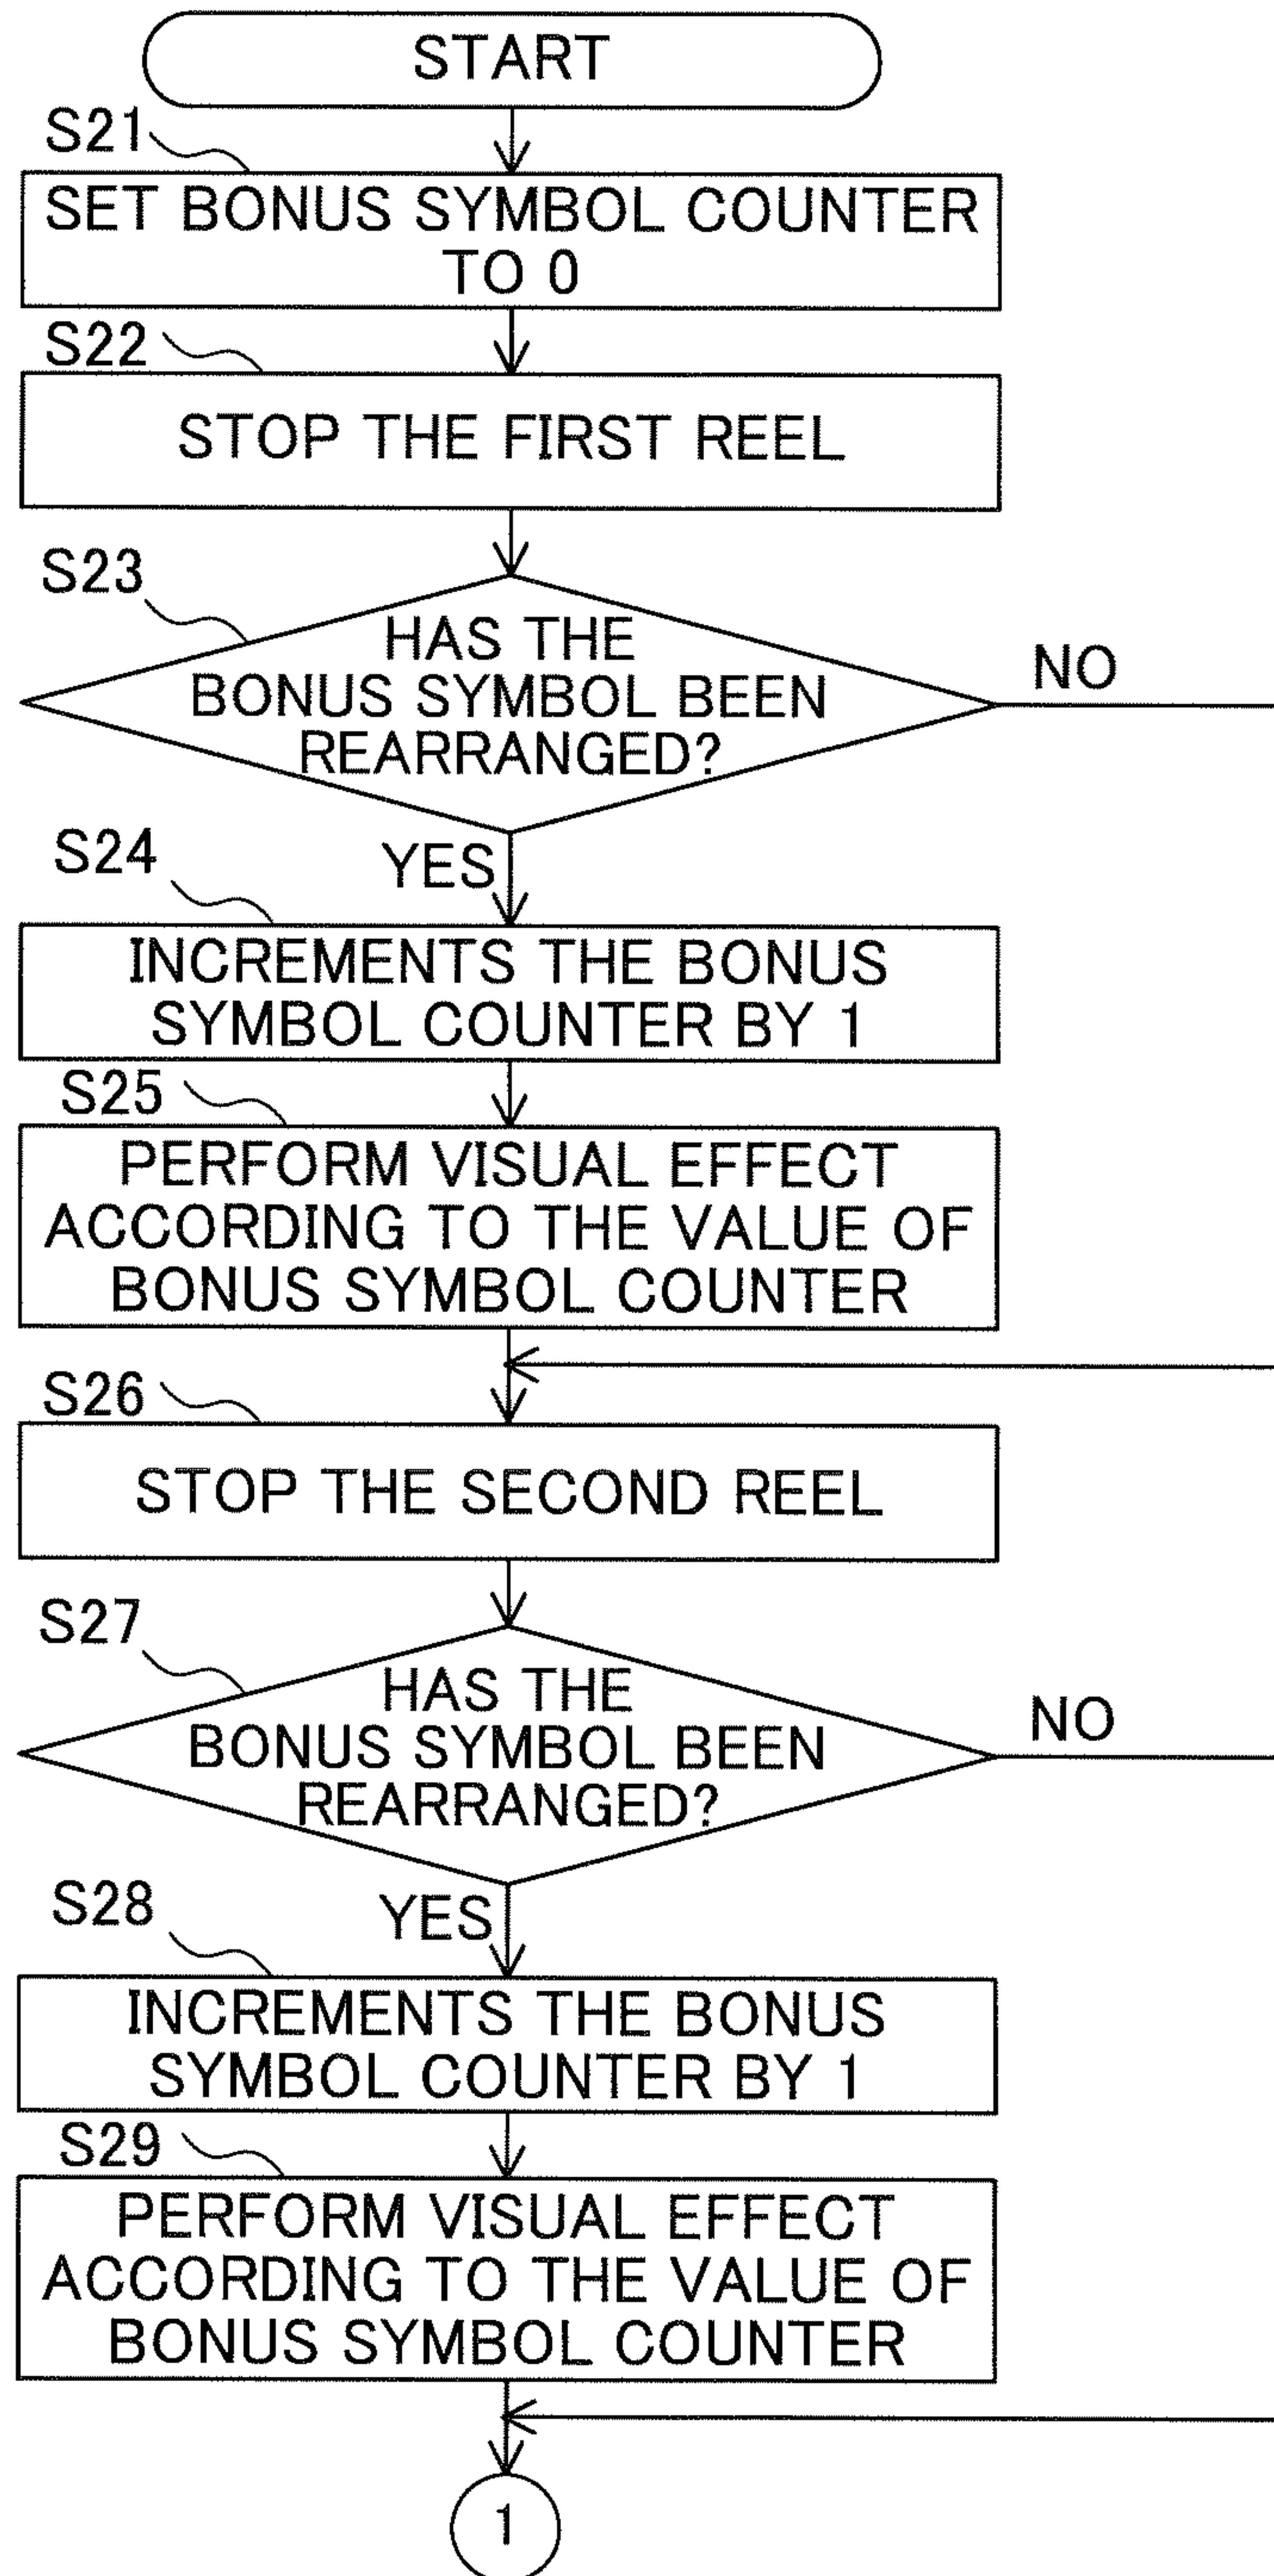 START
S21
SET BONUS SYMBOL COUNTER
TO 0
S22
STOP THE FIRST REEL
S23
HAS THE
BONUS SYMBOL BEEN
REARRANGED?
NO
YES
S24
INCREMENTS THE BONUS
SYMBOL COUNTER BY 1
S25
PERFORM VISUAL EFFECT
ACCORDING TO THE VALUE OF
BONUS SYMBOL COUNTER
S26
STOP THE SECOND REEL
S27
HAS THE
BONUS SYMBOL BEEN
REARRANGED?
NO
YES
S28
INCREMENTS THE BONUS
SYMBOL COUNTER BY 1
S29
PERFORM VISUAL EFFECT
ACCORDING TO THE VALUE OF
BONUS SYMBOL COUNTER
1